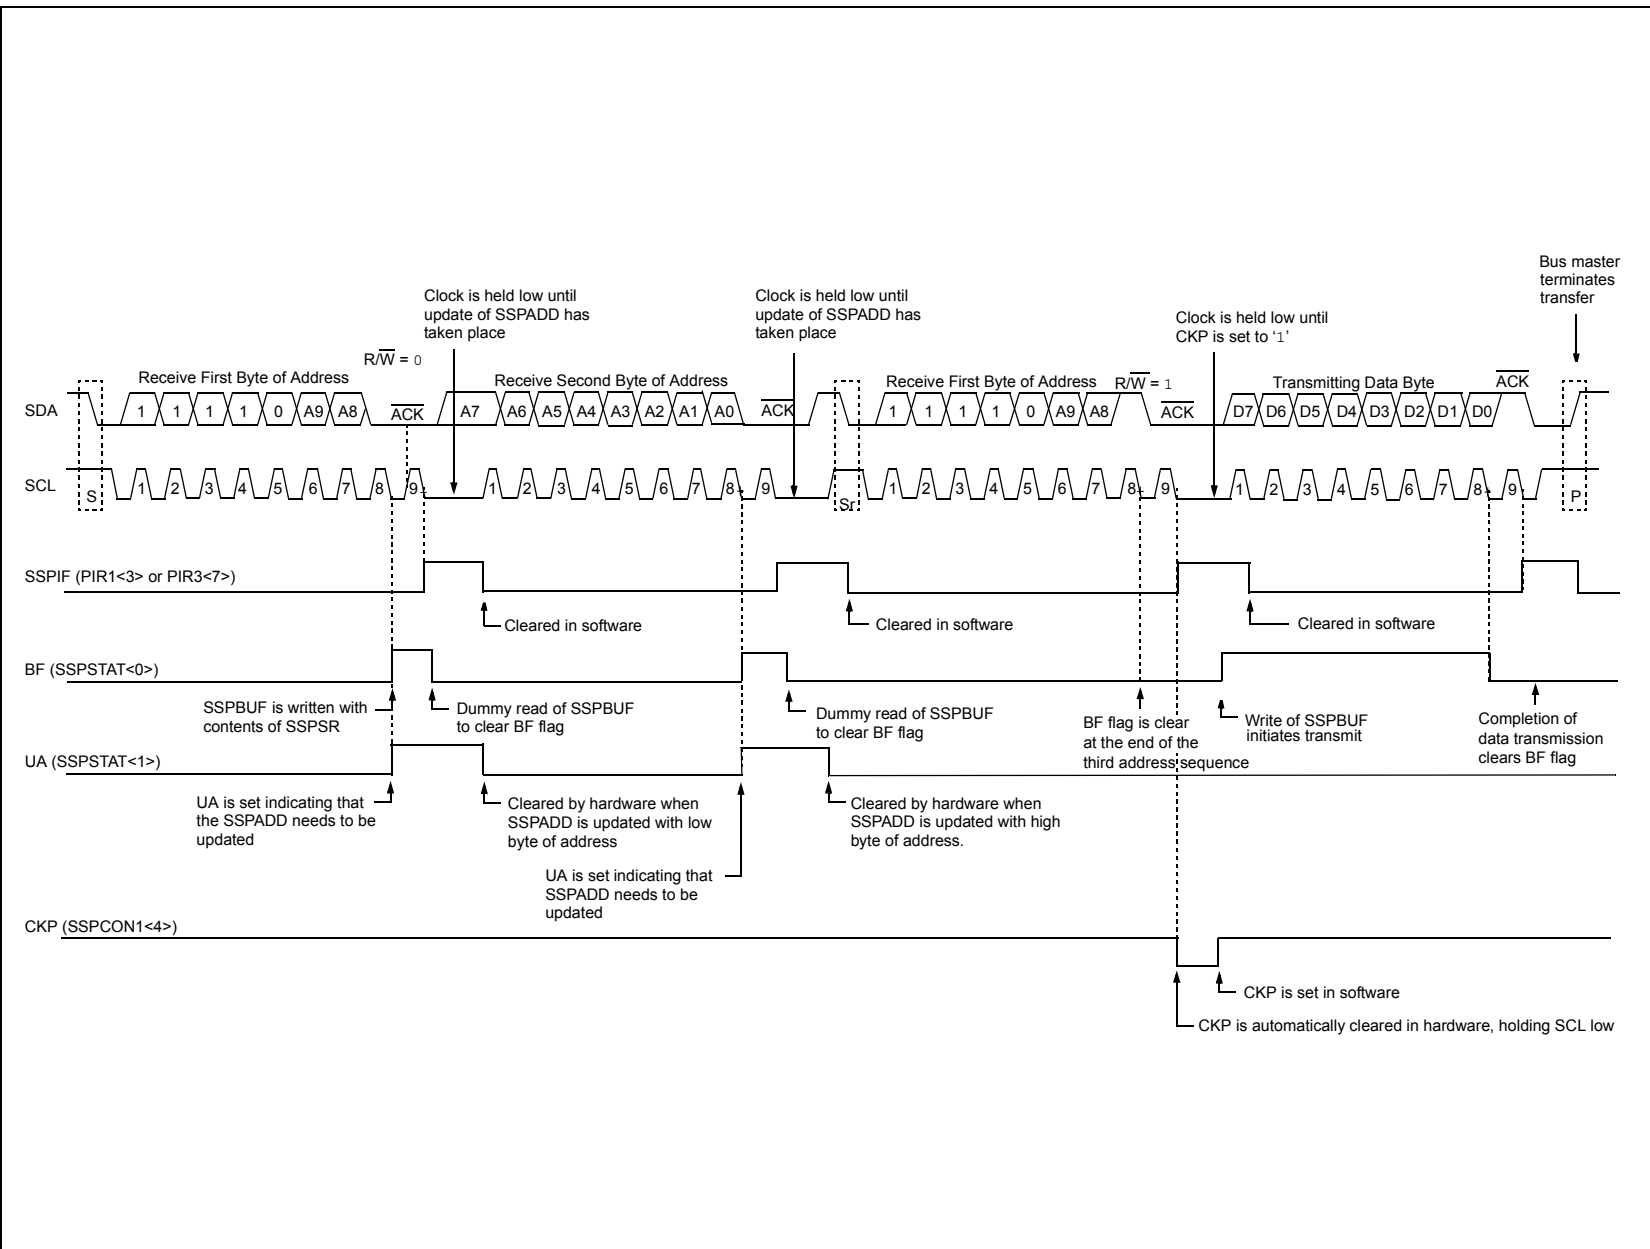 Bus master
terminates
transfer
Clock is held low until
update of SSPADD has
taken place
Clock is held low until
update of SSPADD has
taken place
Clock is held low until
CKP is set to ‘1’
R/W̅ = 0
Receive First Byte of Address
Receive Second Byte of Address
Receive First Byte of Address
R/W̅ = 1
Transmitting Data Byte
A̅C̅K̅
SDA
1 1 1 1 0 A9 A8
A̅C̅K̅
A7 A6 A5 A4 A3 A2 A1 A0
A̅C̅K̅
1 1 1 1 0 A9 A8
A̅C̅K̅
D7 D6 D5 D4 D3 D2 D1 D0
SCL
S
1 2 3 4 5 6 7 8 9
1 2 3 4 5 6 7 8 9
Sr
1 2 3 4 5 6 7 8 9
1 2 3 4 5 6 7 8 9
P
SSPIF (PIR1<3> or PIR3<7>)
Cleared in software
Cleared in software
Cleared in software
BF (SSPSTAT<0>)
SSPBUF is written with
contents of SSPSR
Dummy read of SSPBUF
to clear BF flag
Dummy read of SSPBUF
to clear BF flag
BF flag is clear
at the end of the
third address sequence
Write of SSPBUF
initiates transmit
Completion of
data transmission
clears BF flag
UA (SSPSTAT<1>)
UA is set indicating that
the SSPADD needs to be
updated
Cleared by hardware when
SSPADD is updated with low
byte of address
Cleared by hardware when
SSPADD is updated with high
byte of address.
UA is set indicating that
SSPADD needs to be
updated
CKP (SSPCON1<4>)
CKP is set in software
CKP is automatically cleared in hardware, holding SCL low